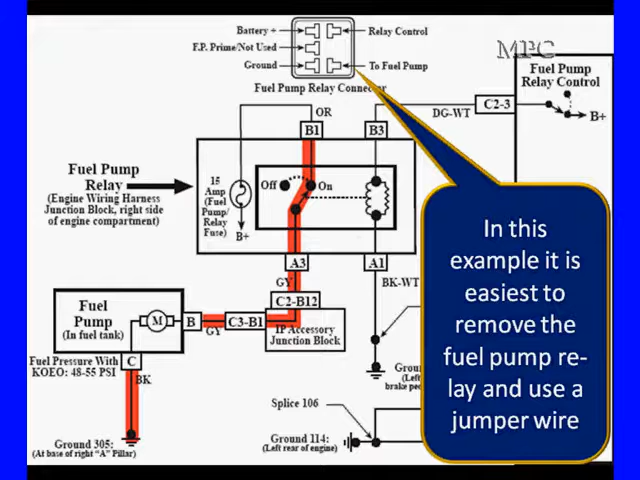 Battery +
Relay Control
F.P. Prime/Not Used
Ground
To Fuel Pump
Fuel Pump Relay Connector
MPC
Fuel Pump
Relay Control
B+
C2-3
DG-WT
OR
B1
B3
Fuel Pump
Relay
(Engine Wiring Harness
Junction Block, right side
of engine compartment)
15
Amp
(Fuel
Pump/
Relay
Fuse)
B+
Off
On
A3
A1
GY
BK-WT
C2-B12
IP Accessory
Junction Block
C3-B1
GY
B
Fuel
Pump
(In fuel tank)
M
Fuel Pressure With
KOEO: 48-55 PSI
C
BK
Ground 305:
(At base of right "A" Pillar)
Splice 106
Ground 114:
(Left rear of engine)
(Left
In this
example it is
easiest to
remove the
fuel pump re-
lay and use a
jumper wire